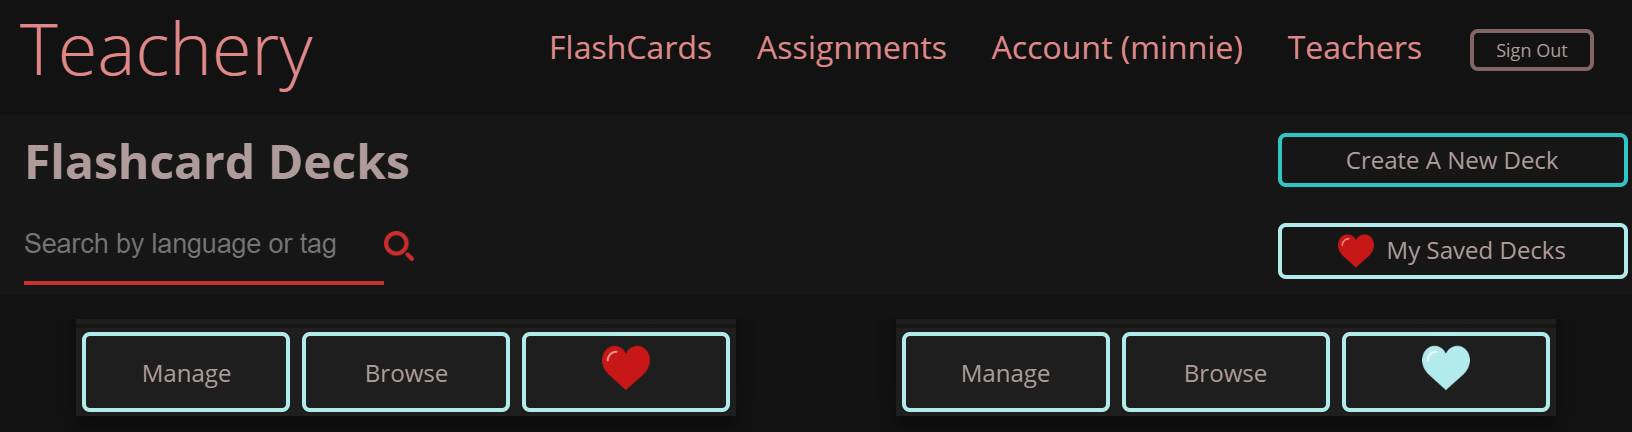 Teachery
FlashCards Assignments Account (minnie) Teachers Sign Out
Flashcard Decks
Create A New Deck
Search by language or tag
My Saved Decks
Manage Browse
Manage Browse